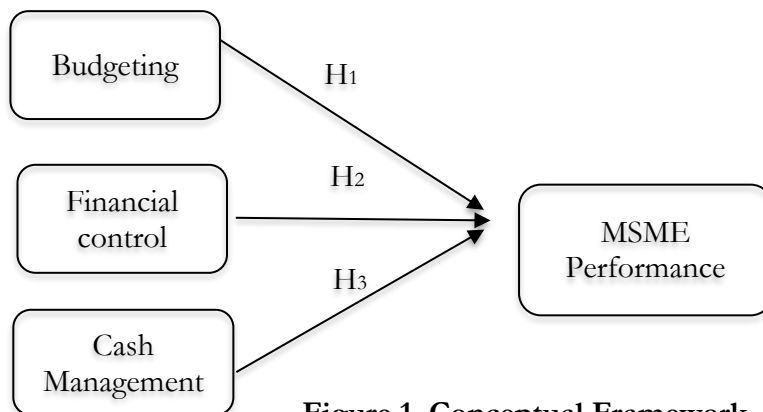 Budgeting
H1
H2
Financial
control
MSME
Performance
H3
Cash
Management
Figure 1. Conceptual Framework